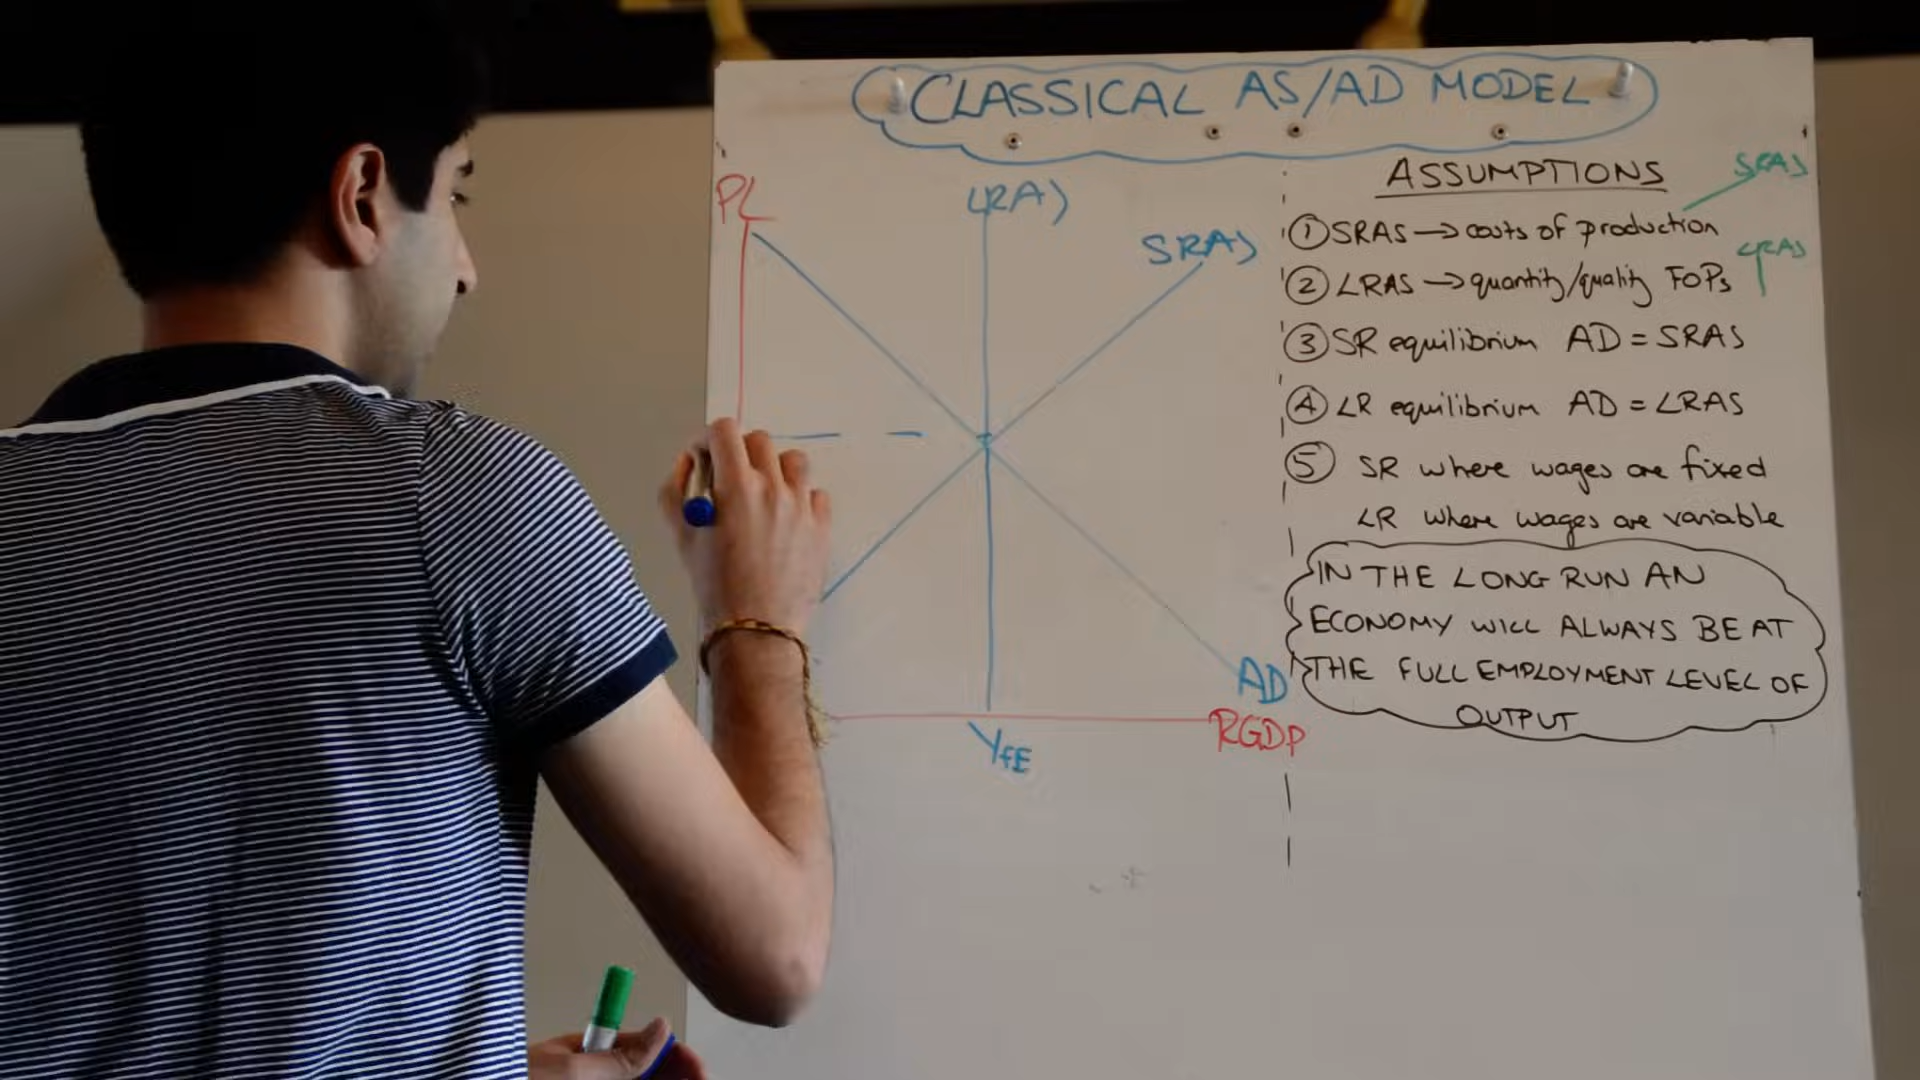 CLASSICAL AS/AD MODEL
PL
LRAS
SRAS
AD
RGDP
YFE
ASSUMPTIONS
SRAS
① SRAS → costs of production
LRAS
② LRAS → quantity/quality FOPs
③ SR equilibrium AD = SRAS
④ LR equilibrium AD = LRAS
⑤ SR where wages are fixed
LR where wages are variable
IN THE LONG RUN AN
ECONOMY WILL ALWAYS BE AT
THE FULL EMPLOYMENT LEVEL OF
OUTPUT